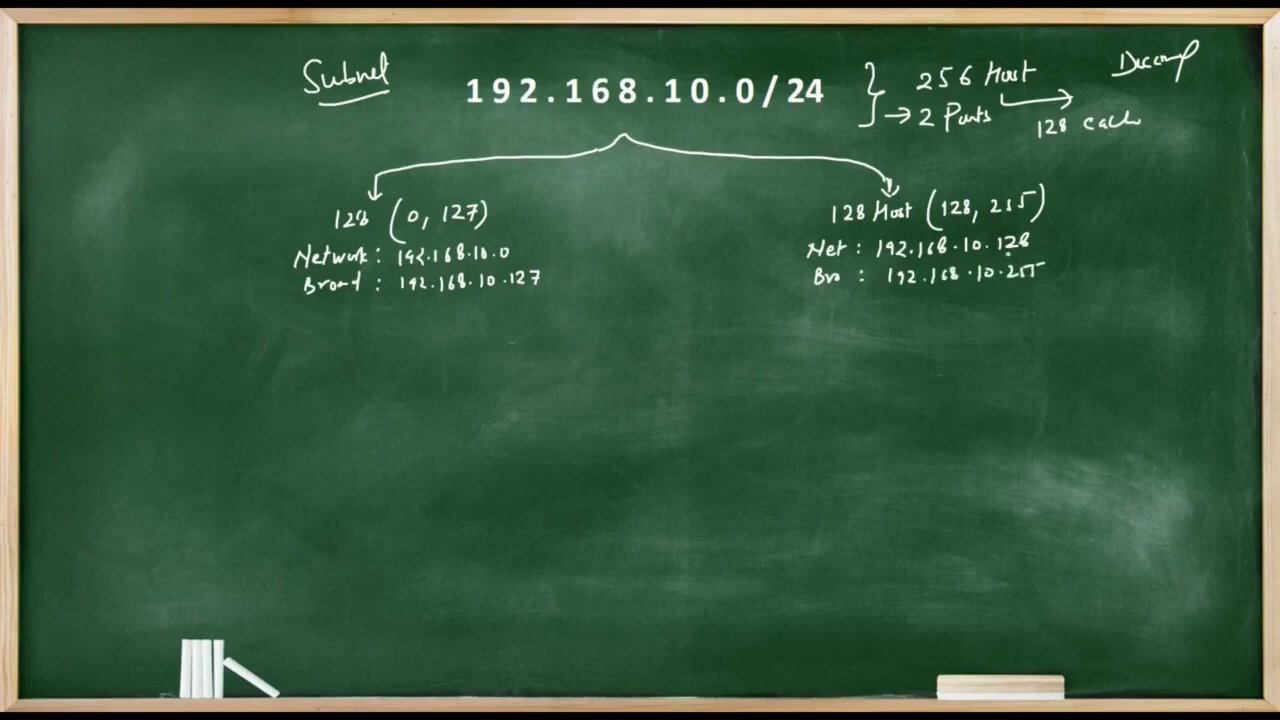 Subnet
192.168.10.0/24
} 256 Host
→ 2 Parts
128 each
128 (0, 127)
Network: 192.168.10.0
Broad : 192.168.10.127
128 Host (128, 255)
Net : 192.168.10.128
Bro : 192.168.10.255